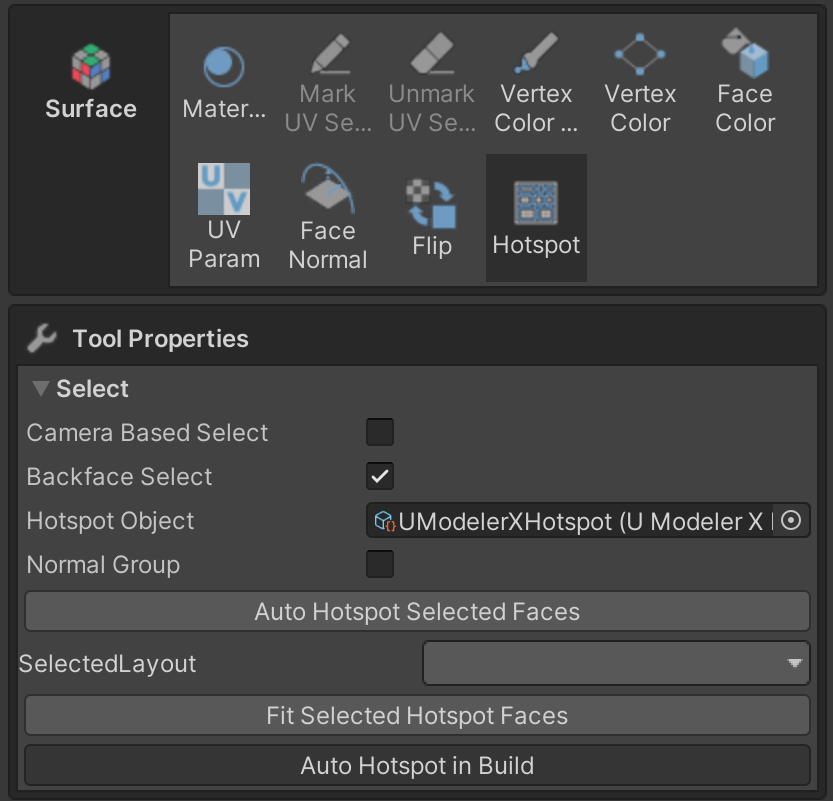 Surface
Mater...
Mark
UV Se...
Unmark
UV Se...
Vertex
Color ...
Vertex
Color
Face
Color
UV
UV
Param
Face
Normal
Flip
Hotspot
Tool Properties
Select
Camera Based Select
Backface Select
Hotspot Object
UModelerXHotspot (U Modeler X
Normal Group
Auto Hotspot Selected Faces
SelectedLayout
Fit Selected Hotspot Faces
Auto Hotspot in Build